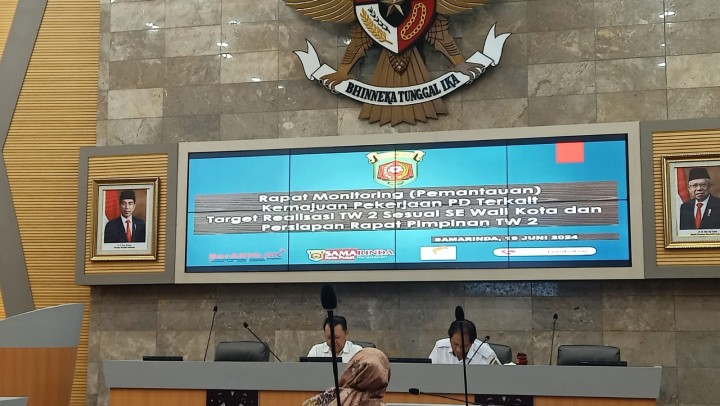 BHINNEKA TUNGGAL IKA
Rapat Monitoring (Pemantauan)
Kemajuan Pekerjaan PD Terkait
Target Realisasi TW 2 Sesuai SE Wali Kota dan
Persiapan Rapat Pimpinan TW 2
SAMARINDA, 19 JUNI 2024
SAMARINDA